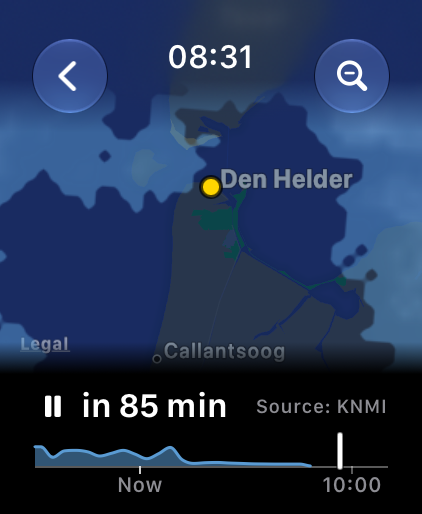 08:31
Den Helder
Legal
Callantsoog
in 85 min
Source: KNMI
Now
10:00